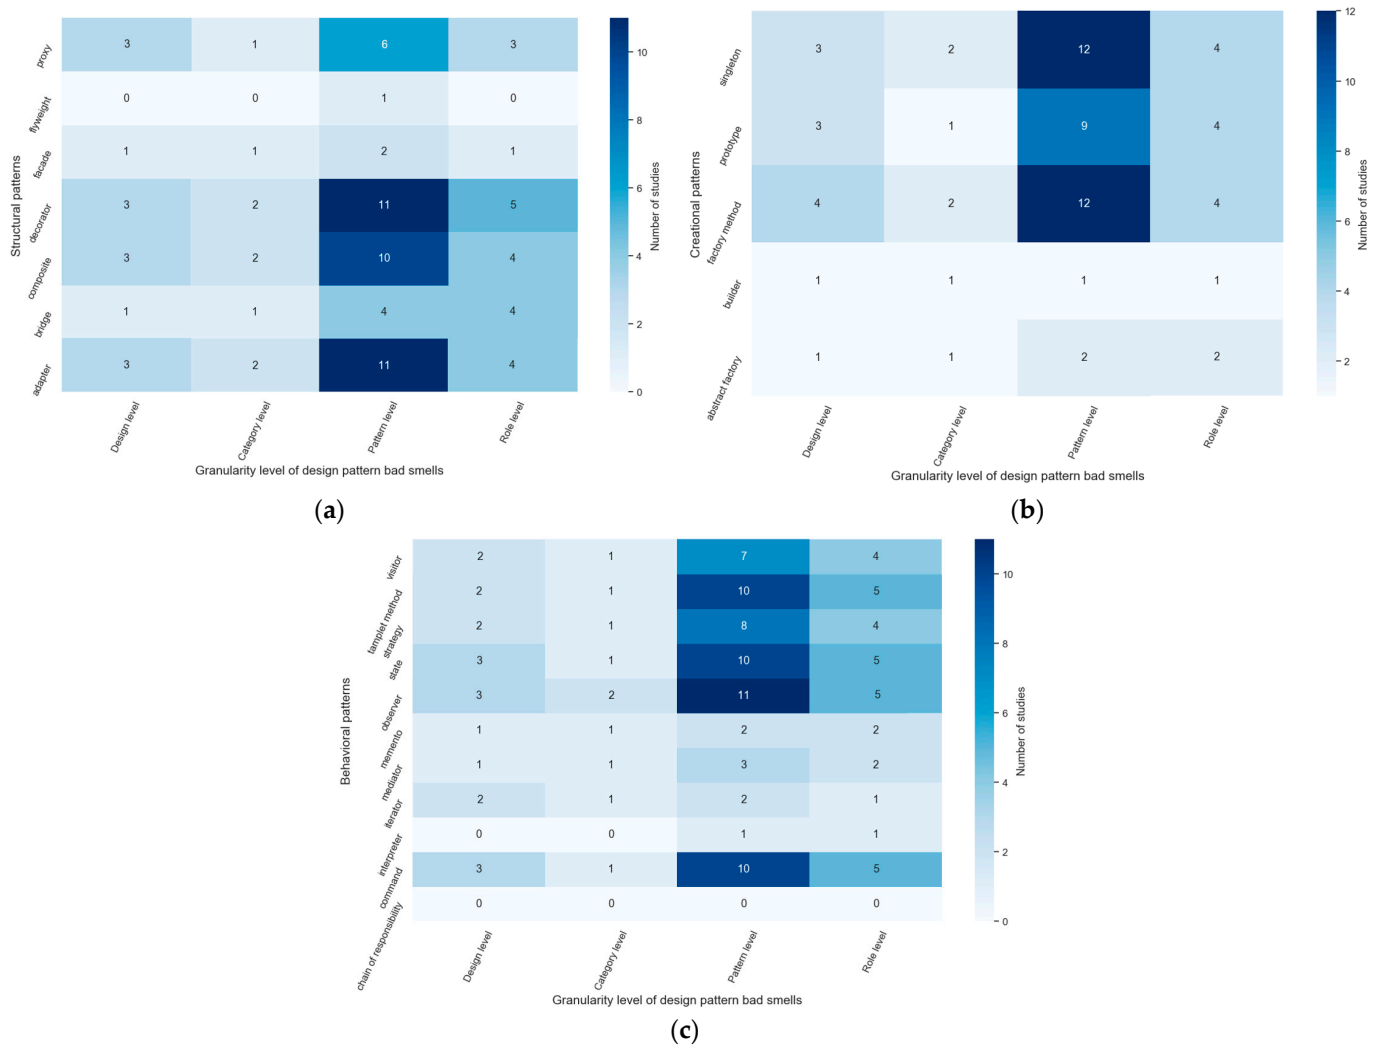 proxy 3 1 6 3
flyweight 0 0 1 0
facade 1 1 2 1
decorator 3 2 11 5
composite 3 2 10 4
bridge 1 1 4 4
adapter 3 2 11 4
Structural patterns
Design level Category level Pattern level Role level
Granularity level of design pattern bad smells
10
8
6
4
2
0
Number of studies
(a)
singleton 3 2 12 4
prototype 3 1 9 4
factory method 4 2 12 4
builder 1 1 1 1
abstract factory 1 1 2 2
Creational patterns
Design level Category level Pattern level Role level
Granularity level of design pattern bad smells
12
10
8
6
4
2
Number of studies
(b)
visitor 2 1 7 4
tamplet method 2 1 10 5
strategy 2 1 8 4
state 3 1 10 5
observer 3 2 11 5
memento 1 1 2 2
mediator 1 1 3 2
iterator 2 1 2 1
interpreter 0 0 1 1
command 3 1 10 5
chain of responsibility 0 0 0 0
Behavioral patterns
Design level Category level Pattern level Role level
Granularity level of design pattern bad smells
10
8
6
4
2
0
Number of studies
(c)